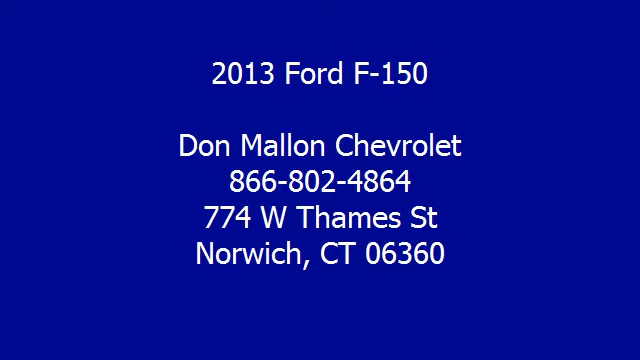 2013 Ford F-150
Don Mallon Chevrolet
866-802-4864
774 W Thames St
Norwich, CT 06360